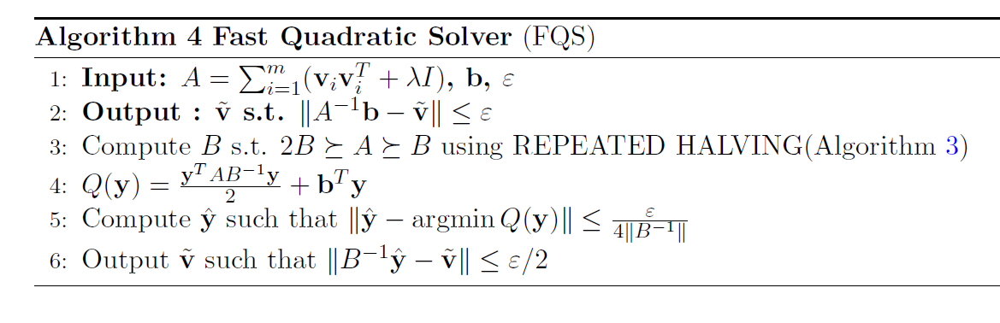 Algorithm 4 Fast Quadratic Solver (FQS)
1: Input: $A = \sum_{i=1}^{m}(\mathbf{v}_i\mathbf{v}_i^T + \lambda I)$, $\mathbf{b}$, $\varepsilon$
2: Output : $\tilde{\mathbf{v}}$ s.t. $\|A^{-1}\mathbf{b} - \tilde{\mathbf{v}}\| \leq \varepsilon$
3: Compute $B$ s.t. $2B \succeq A \succeq B$ using REPEATED HALVING(Algorithm 3)
4: $Q(\mathbf{y}) = \frac{\mathbf{y}^T AB^{-1}\mathbf{y}}{2} + \mathbf{b}^T\mathbf{y}$
5: Compute $\hat{\mathbf{y}}$ such that $\|\hat{\mathbf{y}} - \operatorname{argmin} Q(\mathbf{y})\| \leq \frac{\varepsilon}{4\|B^{-1}\|}$
6: Output $\tilde{\mathbf{v}}$ such that $\|B^{-1}\hat{\mathbf{y}} - \tilde{\mathbf{v}}\| \leq \varepsilon/2$